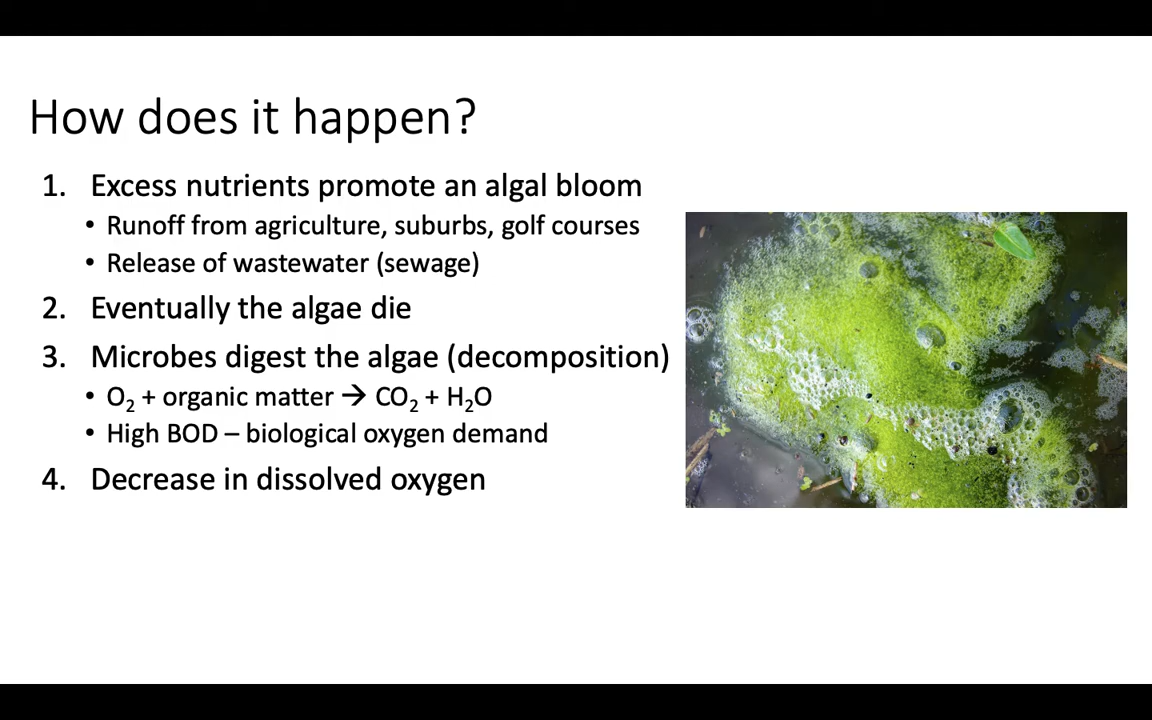 How does it happen?
1. Excess nutrients promote an algal bloom
• Runoff from agriculture, suburbs, golf courses
• Release of wastewater (sewage)
2. Eventually the algae die
3. Microbes digest the algae (decomposition)
• O₂ + organic matter → CO₂ + H₂O
• High BOD – biological oxygen demand
4. Decrease in dissolved oxygen